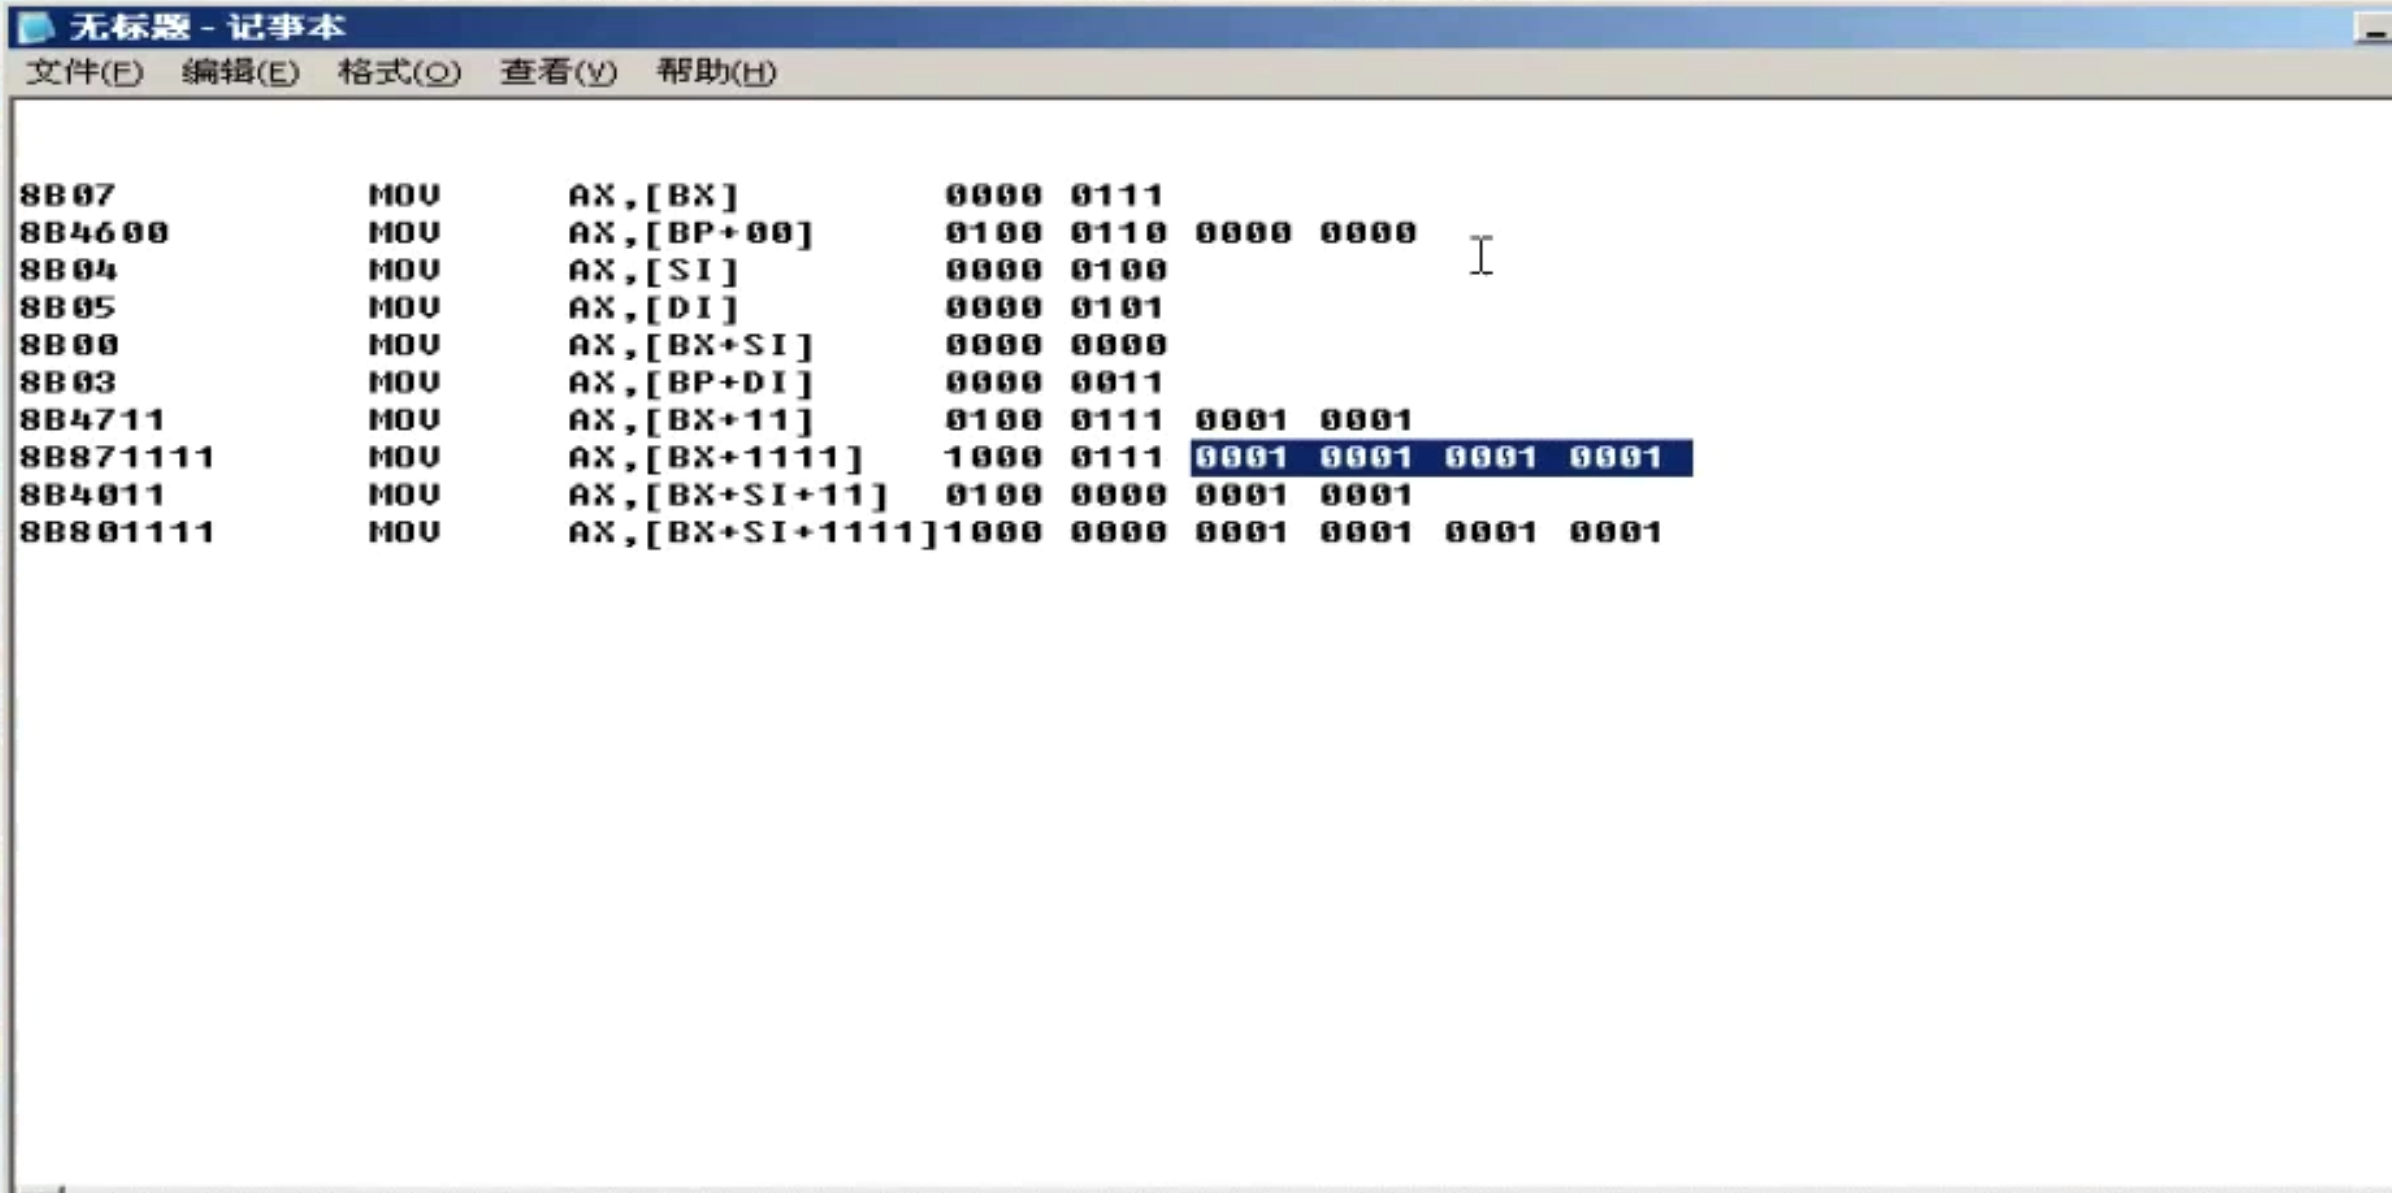 无标题 - 记事本
文件(F) 编辑(E) 格式(O) 查看(V) 帮助(H)
8B07 MOV AX,[BX] 0000 0111
8B4600 MOV AX,[BP+00] 0100 0110 0000 0000
8B04 MOV AX,[SI] 0000 0100
8B05 MOV AX,[DI] 0000 0101
8B00 MOV AX,[BX+SI] 0000 0000
8B03 MOV AX,[BP+DI] 0000 0011
8B4711 MOV AX,[BX+11] 0100 0111 0001 0001
8B871111 MOV AX,[BX+1111] 1000 0111 0001 0001 0001 0001
8B4011 MOV AX,[BX+SI+11] 0100 0000 0001 0001
8B801111 MOV AX,[BX+SI+1111]1000 0000 0001 0001 0001 0001